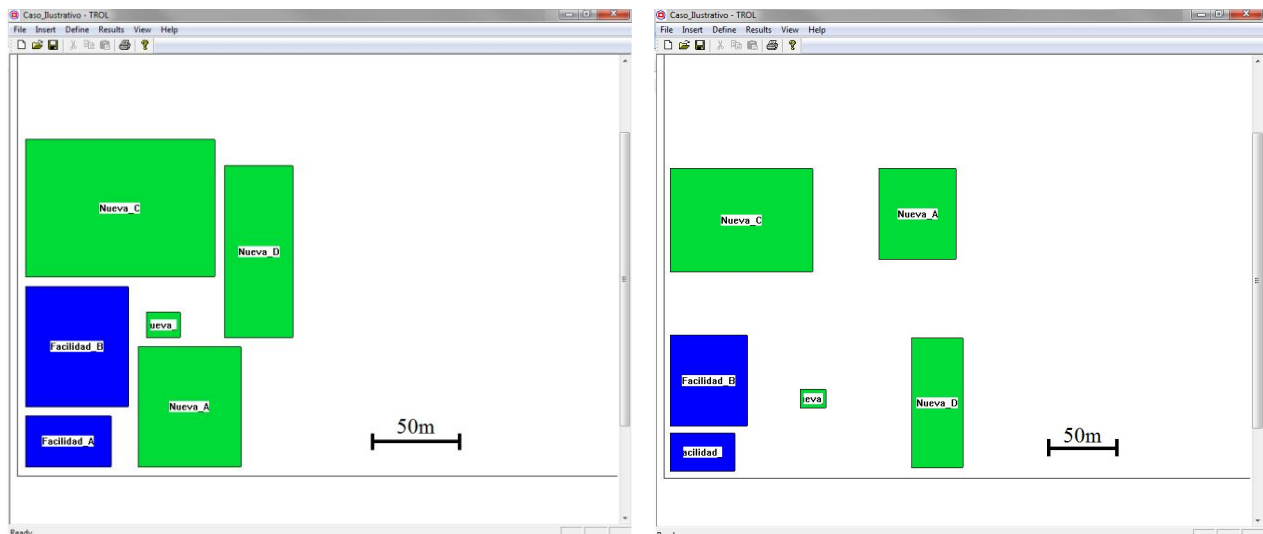 Caso_Ilustrativo - TROL
File Insert Define Results View Help
Nueva_C
Nueva_D
ueva_
Facilidad_B
Nueva_A
Facilidad_A
50m
Ready
Caso_Ilustrativo - TROL
File Insert Define Results View Help
Nueva_C
Nueva_A
Facilidad_B
ueva
Nueva_D
acilidad_
50m